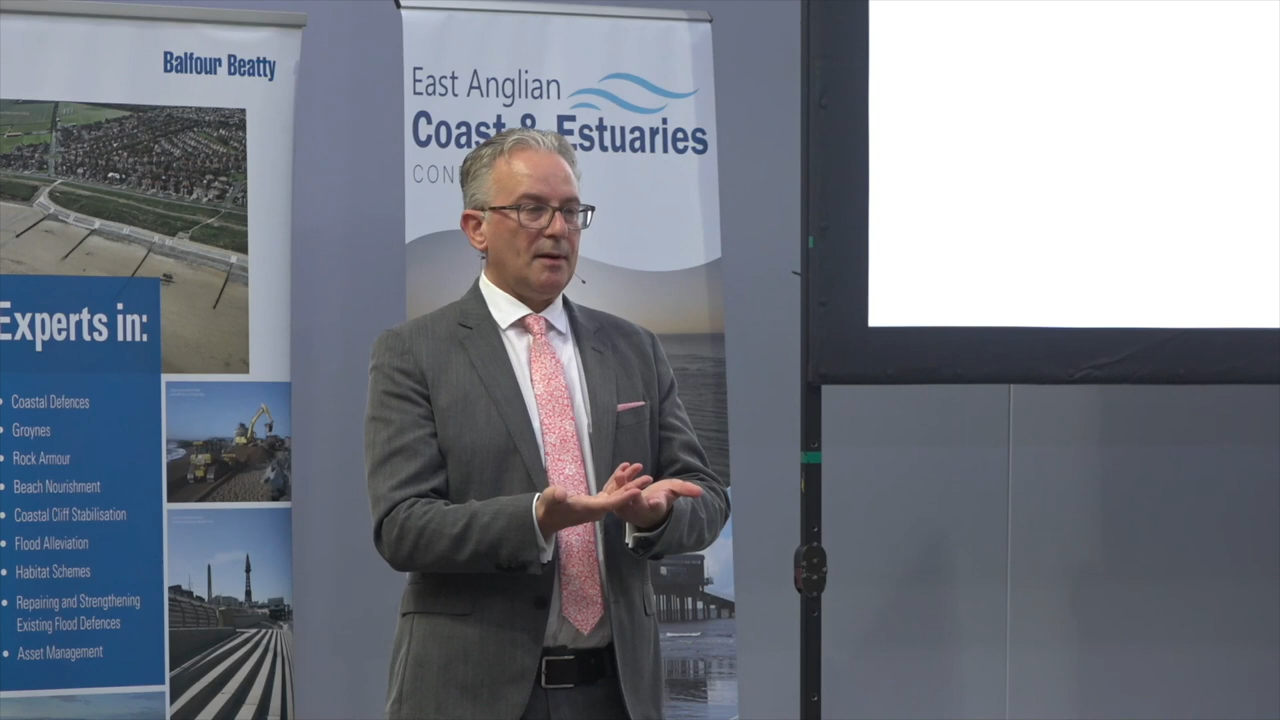 Balfour Beatty
Experts in:
• Coastal Defences
• Groynes
• Rock Armour
• Beach Nourishment
• Coastal Cliff Stabilisation
• Flood Alleviation
• Habitat Schemes
• Repairing and Strengthening
Existing Flood Defences
• Asset Management
East Anglian
Coast & Estuaries
CON